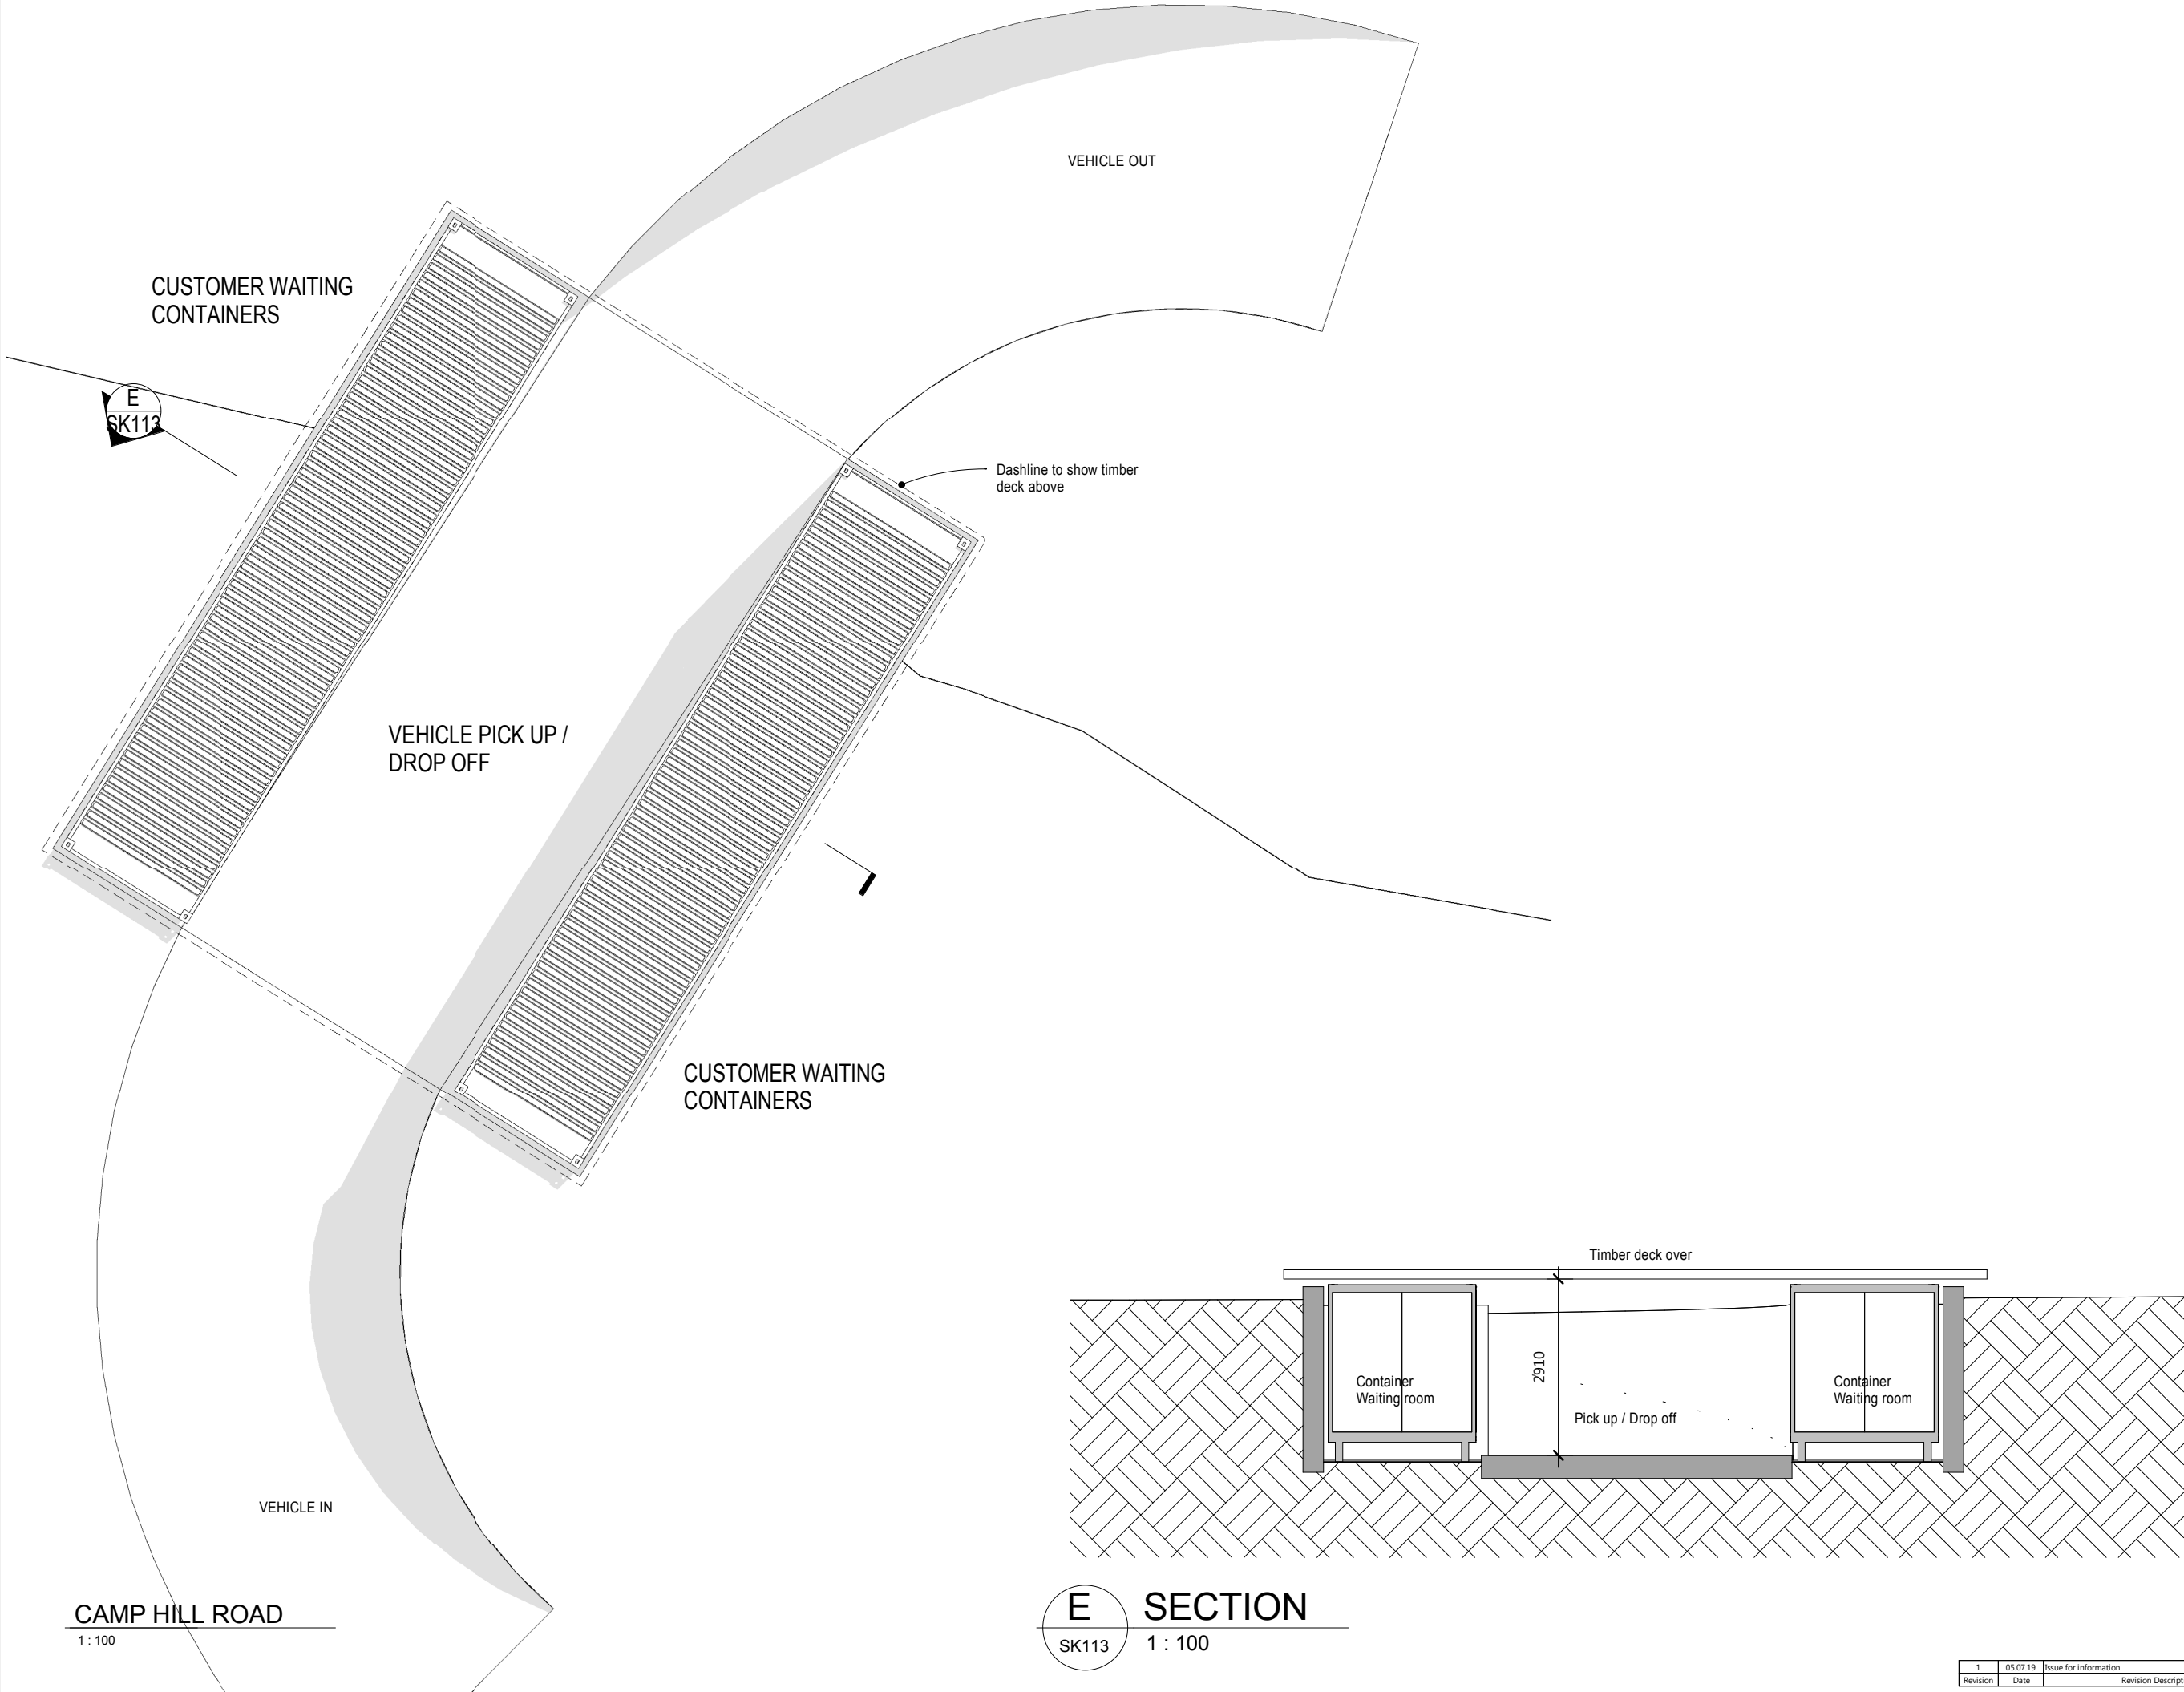 VEHICLE OUT
CUSTOMER WAITING
CONTAINERS
E
SK113
Dashline to show timber
deck above
VEHICLE PICK UP /
DROP OFF
CUSTOMER WAITING
CONTAINERS
Timber deck over
2910
Container
Waiting room
Pick up / Drop off
Container
Waiting room
VEHICLE IN
CAMP HILL ROAD
1 : 100
E
SK113
SECTION
1 : 100
1 05.07.19 Issue for information
Revision Date Revision Descript